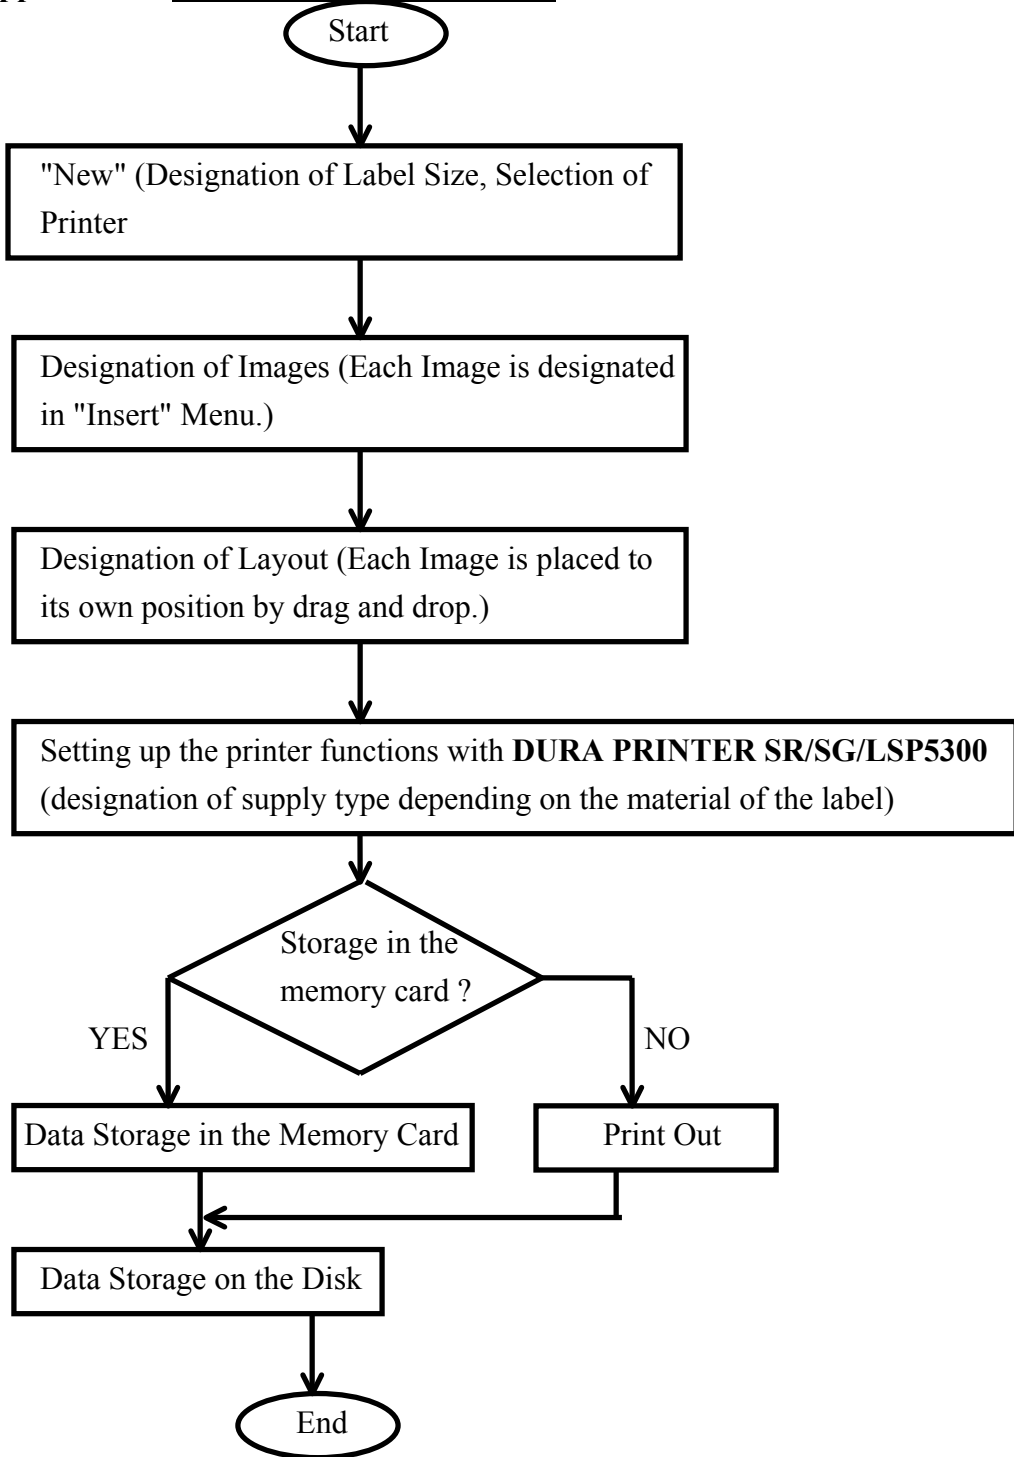 Start
"New" (Designation of Label Size, Selection of
Printer
Designation of Images (Each Image is designated
in "Insert" Menu.)
Designation of Layout (Each Image is placed to
its own position by drag and drop.)
Setting up the printer functions with DURA PRINTER SR/SG/LSP5300
(designation of supply type depending on the material of the label)
Storage in the
memory card ?
YES
NO
Data Storage in the Memory Card
Print Out
Data Storage on the Disk
End